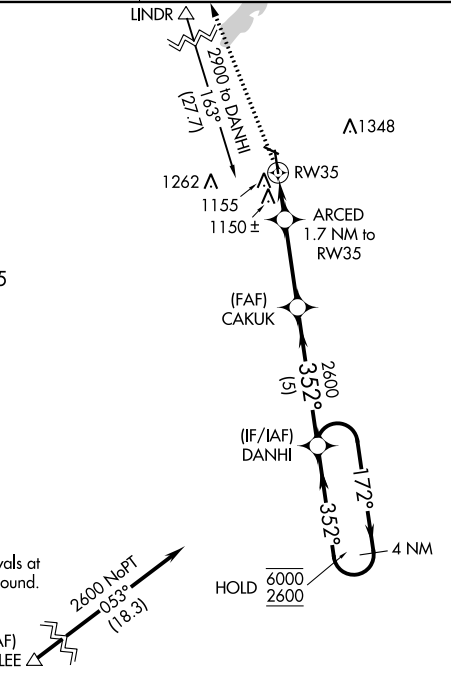 LINDR
2900 to DANHI
163°
(27.7)
1348
RW35
1262
1155
1150 ±
ARCED
1.7 NM to
RW35
5
(FAF)
CAKUK
2600
352°
(5)
(IF/IAF)
DANHI
172°
352°
4 NM
HOLD
6000
2600
vals at
ound.
2600 NoPT
053°
(18.3)
AF)
LEE